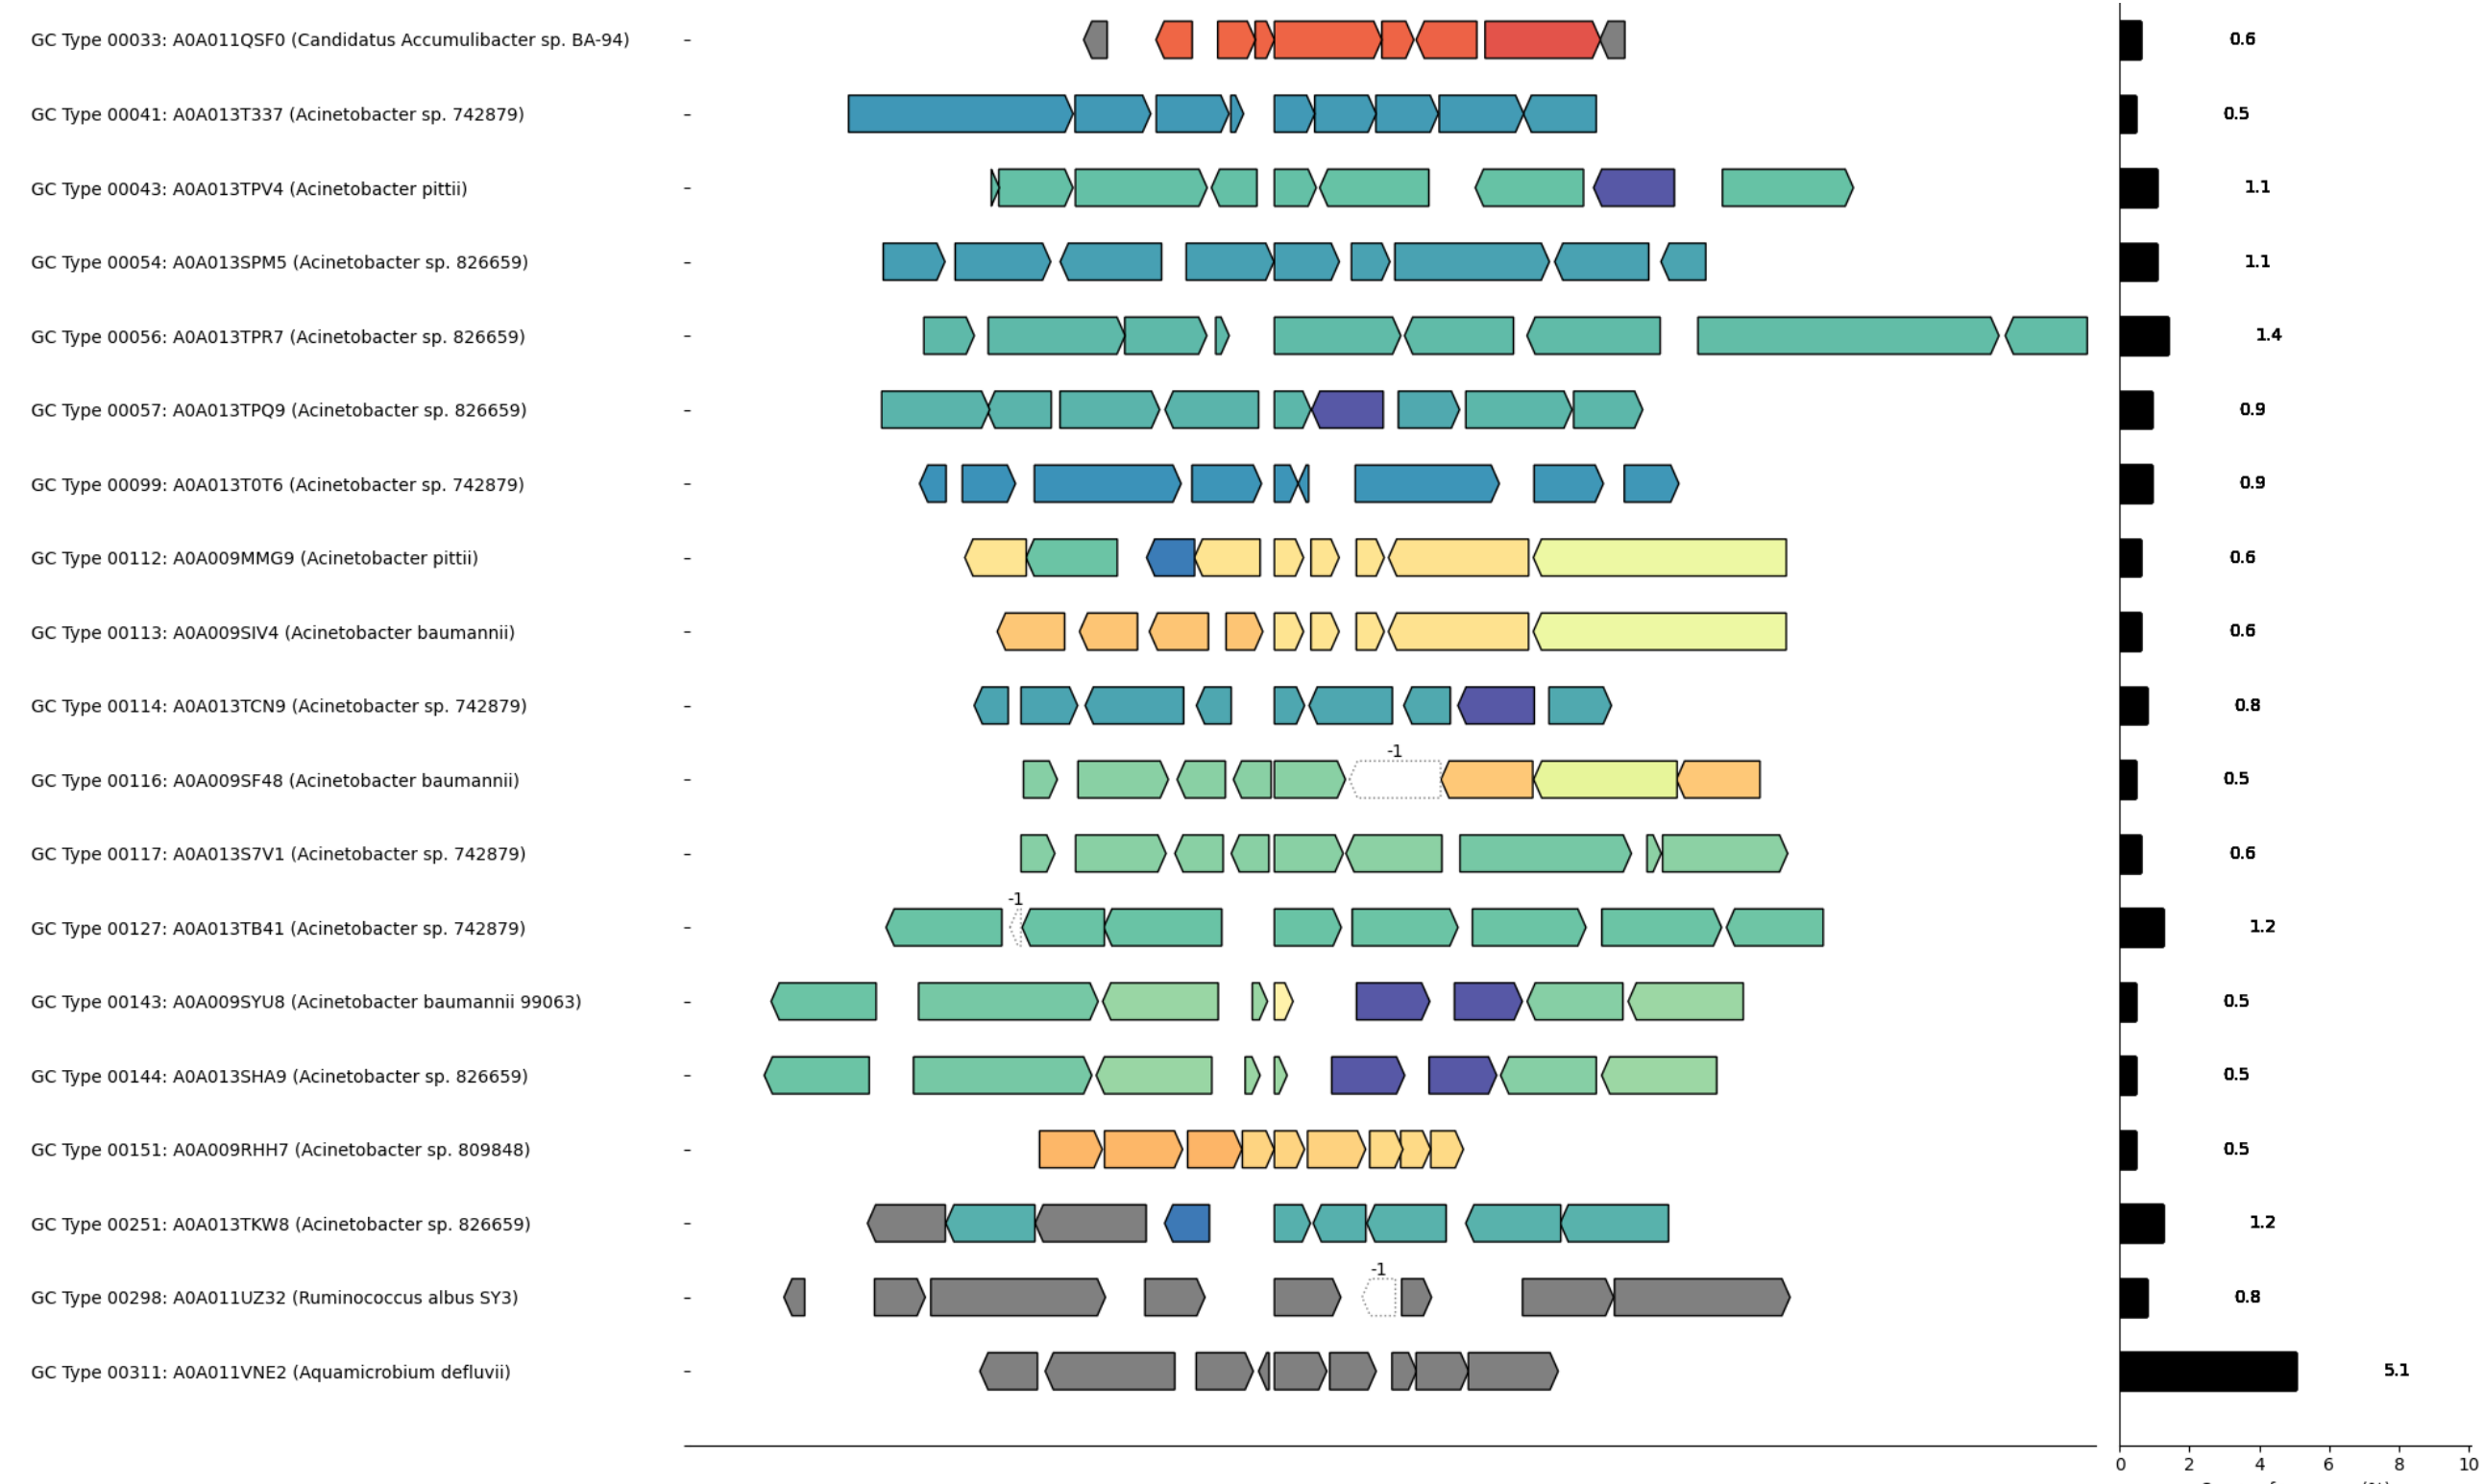 GC Type 00033: A0A011QSF0 (Candidatus Accumulibacter sp. BA-94) 0.6
GC Type 00041: A0A013T337 (Acinetobacter sp. 742879) 0.5
GC Type 00043: A0A013TPV4 (Acinetobacter pittii) 1.1
GC Type 00054: A0A013SPM5 (Acinetobacter sp. 826659) 1.1
GC Type 00056: A0A013TPR7 (Acinetobacter sp. 826659) 1.4
GC Type 00057: A0A013TPQ9 (Acinetobacter sp. 826659) 0.9
GC Type 00099: A0A013T0T6 (Acinetobacter sp. 742879) 0.9
GC Type 00112: A0A009MMG9 (Acinetobacter pittii) 0.6
GC Type 00113: A0A009SIV4 (Acinetobacter baumannii) 0.6
GC Type 00114: A0A013TCN9 (Acinetobacter sp. 742879) 0.8
-1
GC Type 00116: A0A009SF48 (Acinetobacter baumannii) 0.5
GC Type 00117: A0A013S7V1 (Acinetobacter sp. 742879) 0.6
-1
GC Type 00127: A0A013TB41 (Acinetobacter sp. 742879) 1.2
GC Type 00143: A0A009SYU8 (Acinetobacter baumannii 99063) 0.5
GC Type 00144: A0A013SHA9 (Acinetobacter sp. 826659) 0.5
GC Type 00151: A0A009RHH7 (Acinetobacter sp. 809848) 0.5
GC Type 00251: A0A013TKW8 (Acinetobacter sp. 826659) 1.2
-1
GC Type 00298: A0A011UZ32 (Ruminococcus albus SY3) 0.8
GC Type 00311: A0A011VNE2 (Aquamicrobium defluvii) 5.1
0 2 4 6 8 10